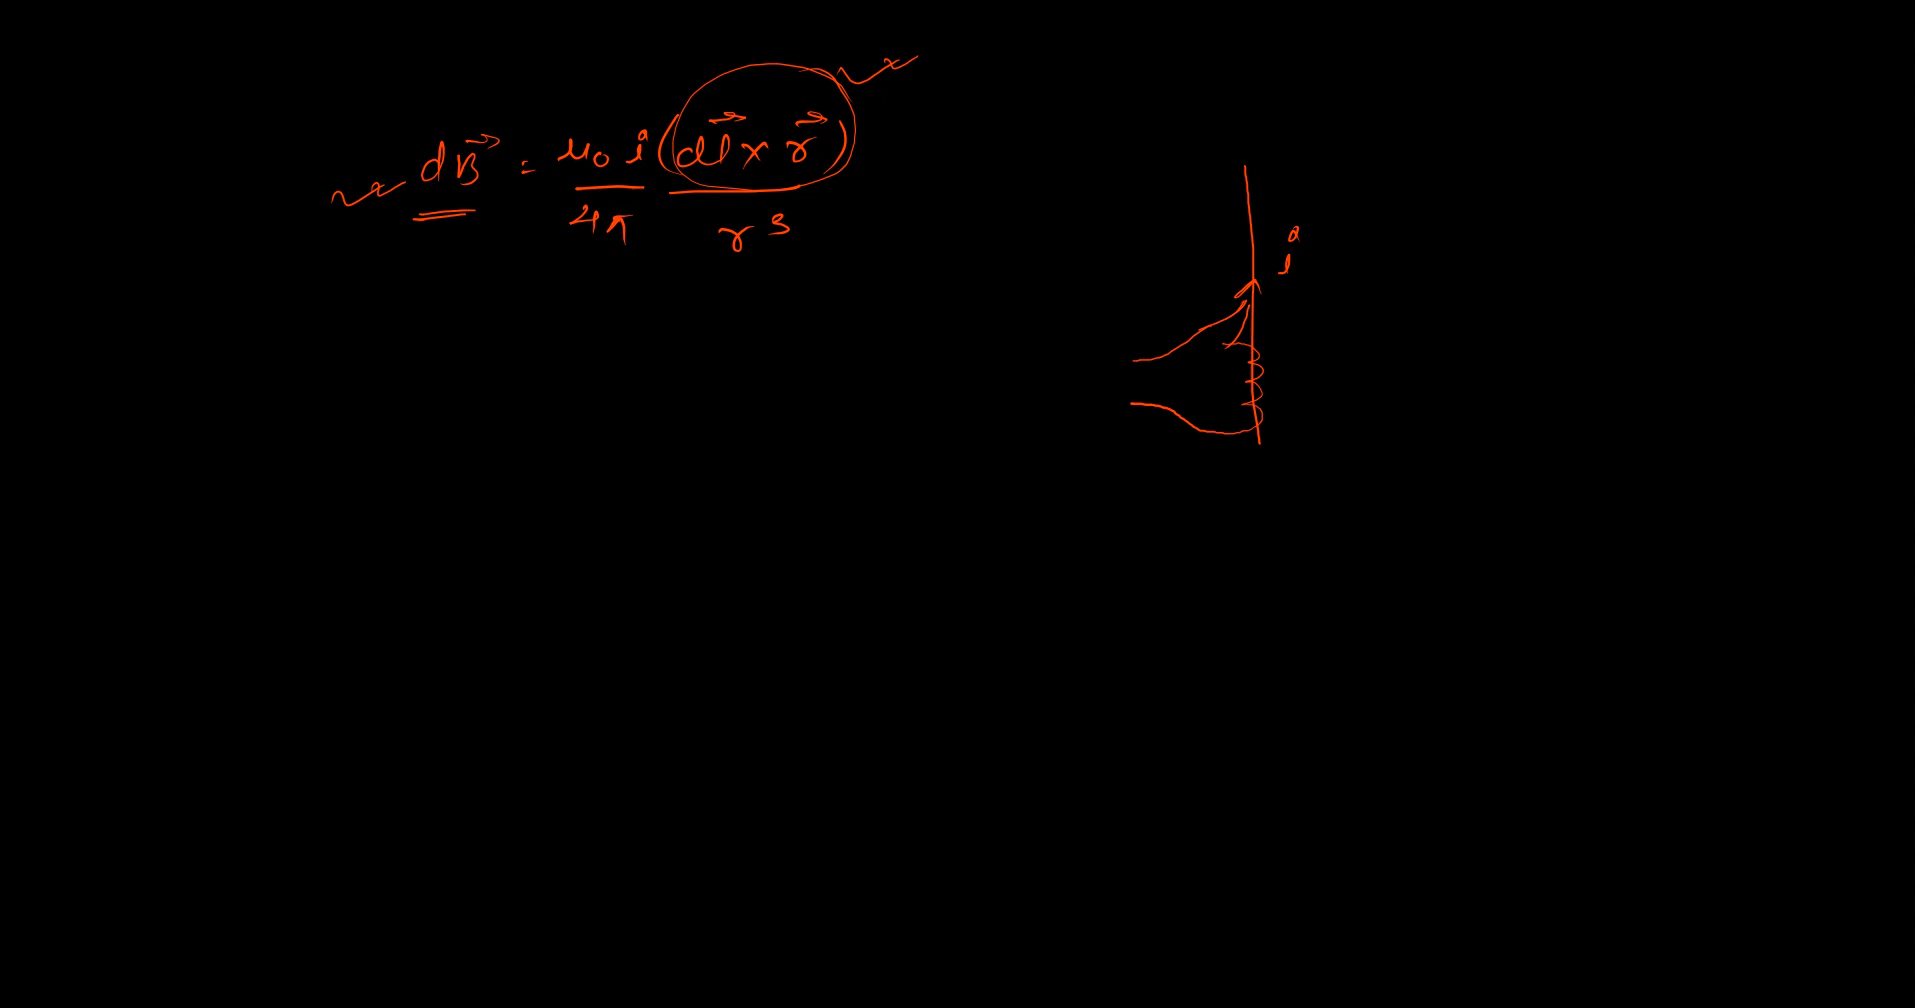 dB⃗ = μ₀ i (dl⃗ × r⃗)
4π r³
i